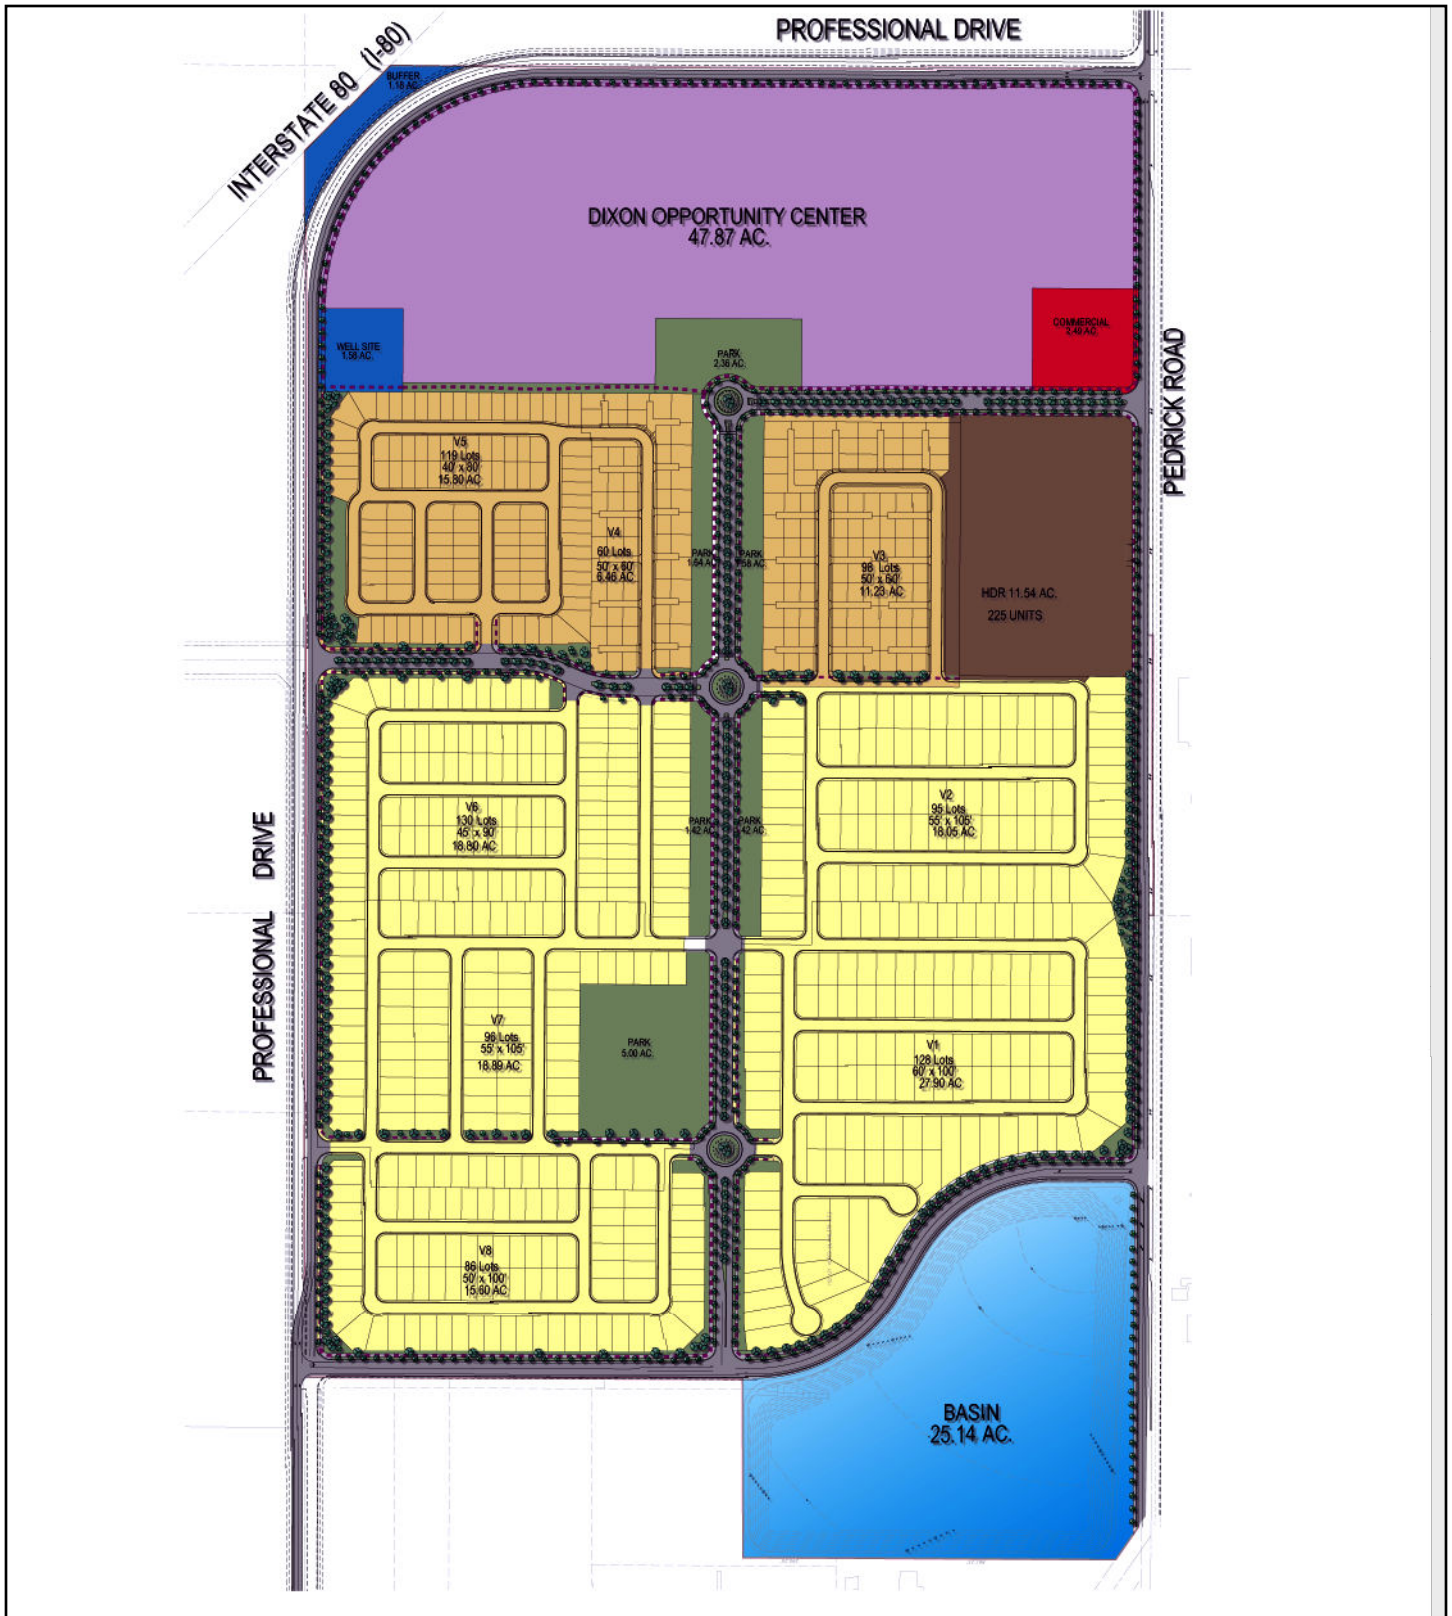 PROFESSIONAL DRIVE
INTERSTATE 80 (I-80)
BUFFER
1.18 AC.
DIXON OPPORTUNITY CENTER
47.87 AC.
COMMERCIAL
2.40 AC.
WELL SITE
1.56 AC.
PARK
2.36 AC.
PEDRICK ROAD
V5
119 Lots
40' x 80'
15.80 AC
V4
60 Lots
50' x 60'
6.46 AC
PARK
1.64 AC
PARK
V3
98 Lots
50' x 60'
11.23 AC
HDR 11.54 AC.
225 UNITS
V6
130 Lots
45' x 90'
18.80 AC
PARK
1.42 AC
PARK
V2
95 Lots
55' x 105'
18.05 AC
PROFESSIONAL DRIVE
V7
96 Lots
55' x 105'
18.89 AC
PARK
5.00 AC.
V1
128 Lots
60' x 100'
27.90 AC
V8
86 Lots
50' x 100'
15.60 AC
BASIN
25.14 AC.